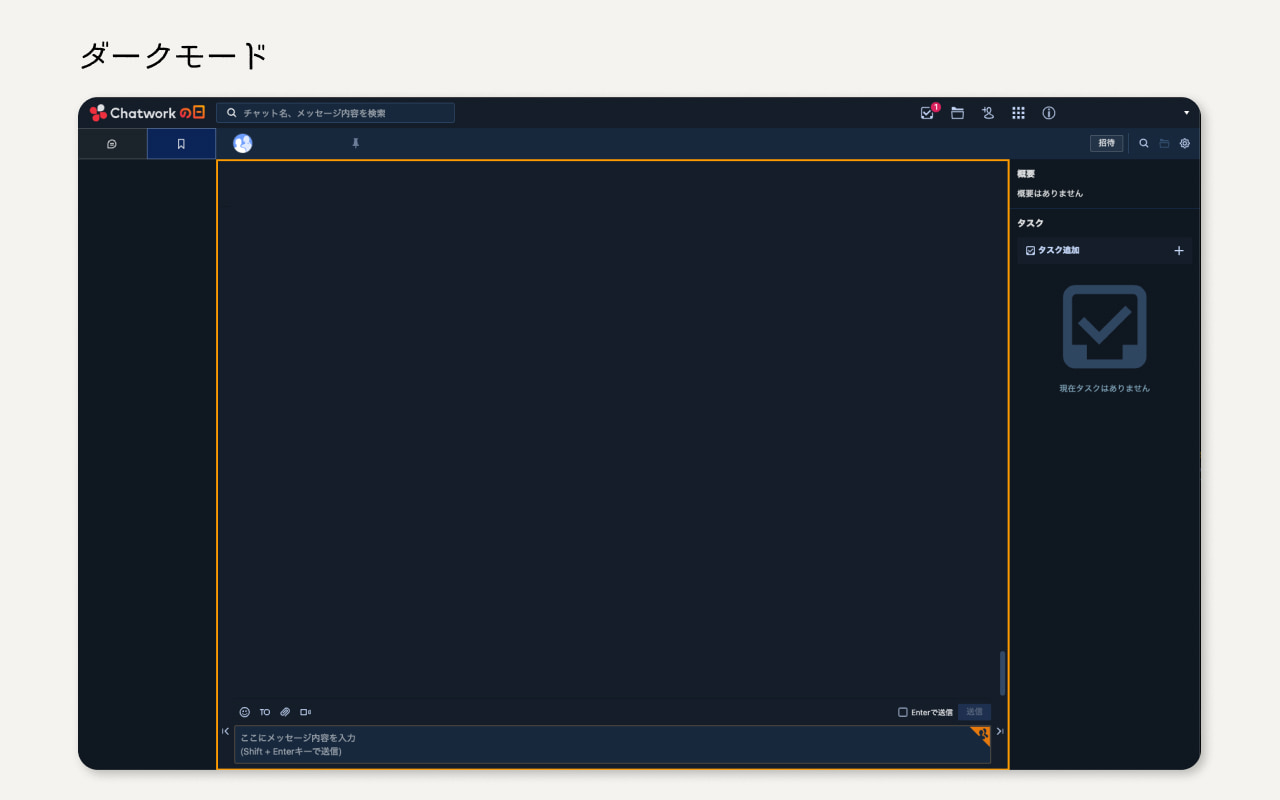 ダークモード
Chatwork の日
チャット名、メッセージ内容を検索
1
招待
概要
概要はありません
タスク
タスク追加
現在タスクはありません
TO
Enterで送信
送信
ここにメッセージ内容を入力
(Shift + Enterキーで送信)